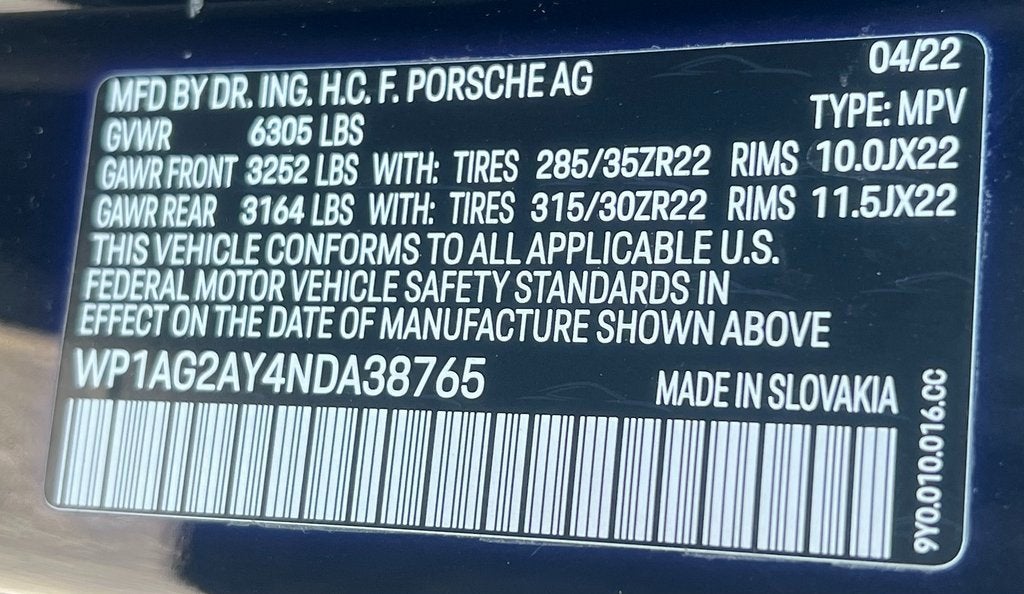 MFD BY DR. ING. H.C. F. PORSCHE AG 04/22
GVWR 6305 LBS TYPE: MPV
GAWR FRONT 3252 LBS WITH: TIRES 285/35ZR22 RIMS 10.0JX22
GAWR REAR 3164 LBS WITH: TIRES 315/30ZR22 RIMS 11.5JX22
THIS VEHICLE CONFORMS TO ALL APPLICABLE U.S.
FEDERAL MOTOR VEHICLE SAFETY STANDARDS IN
EFFECT ON THE DATE OF MANUFACTURE SHOWN ABOVE
WP1AG2AY4NDA38765 MADE IN SLOVAKIA
9Y0.010.016.CC